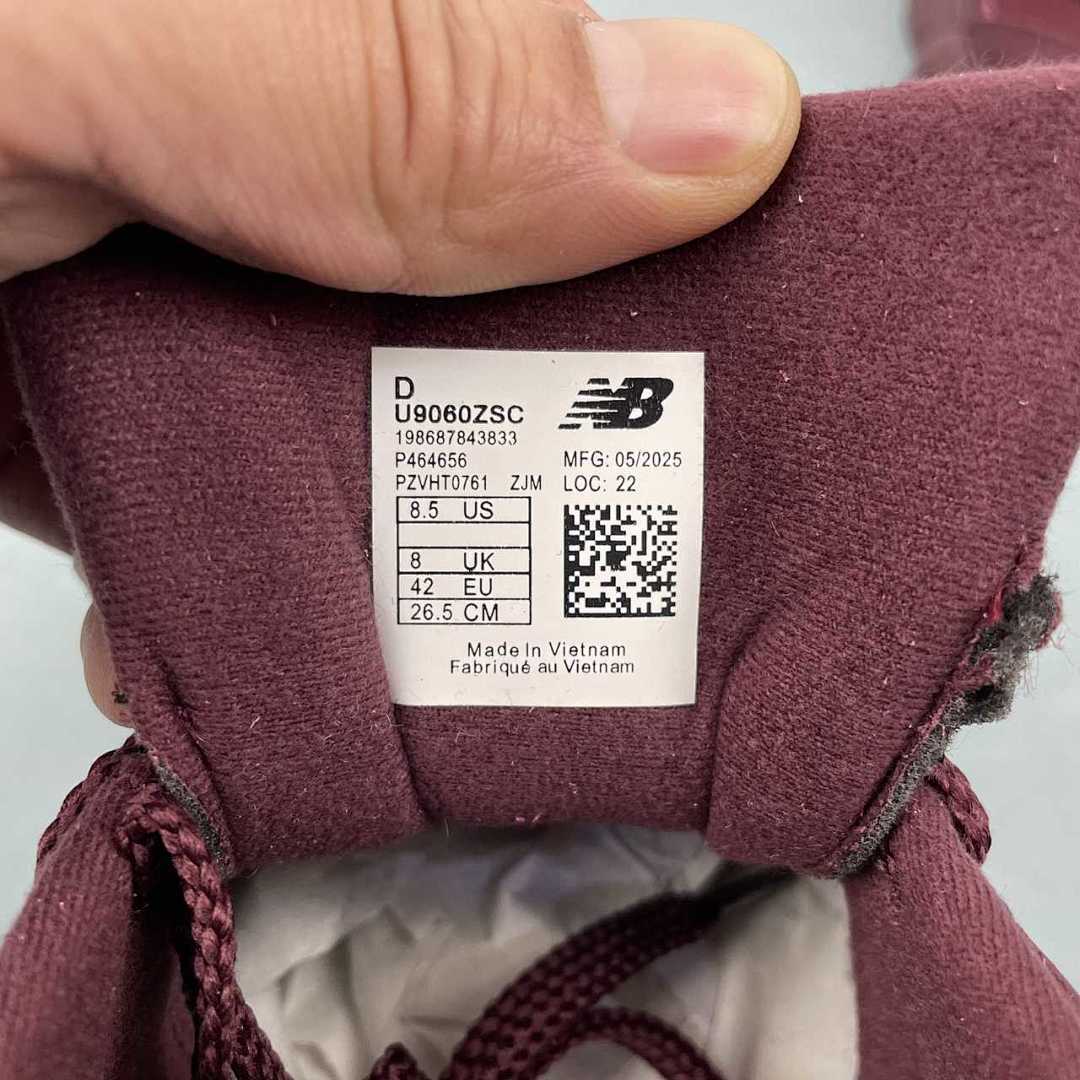 D
U9060ZSC
NB
198687843833
P464656 MFG: 05/2025
PZVHT0761 ZJM LOC: 22
8.5 US
8 UK
42 EU
26.5 CM
Made In Vietnam
Fabriqué au Vietnam